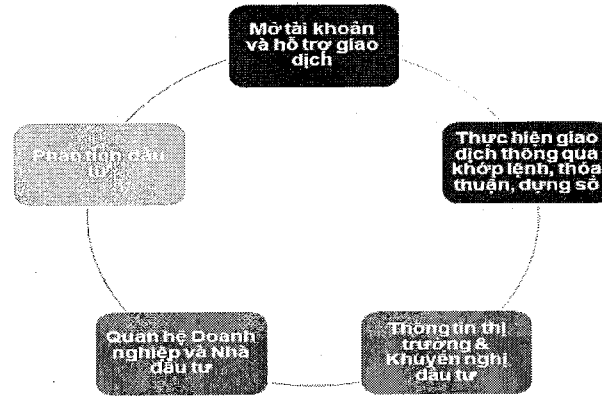 Mở tài khoản
và hỗ trợ giao
dịch
Thực hiện giao
dịch thông qua
khớp lệnh, thỏa
thuận, dựng sổ
Thông tin thị
trường &
Khuyến nghị
đầu tư
Quan hệ Doanh
nghiệp và Nhà
đầu tư
Phân tích đầu
tư